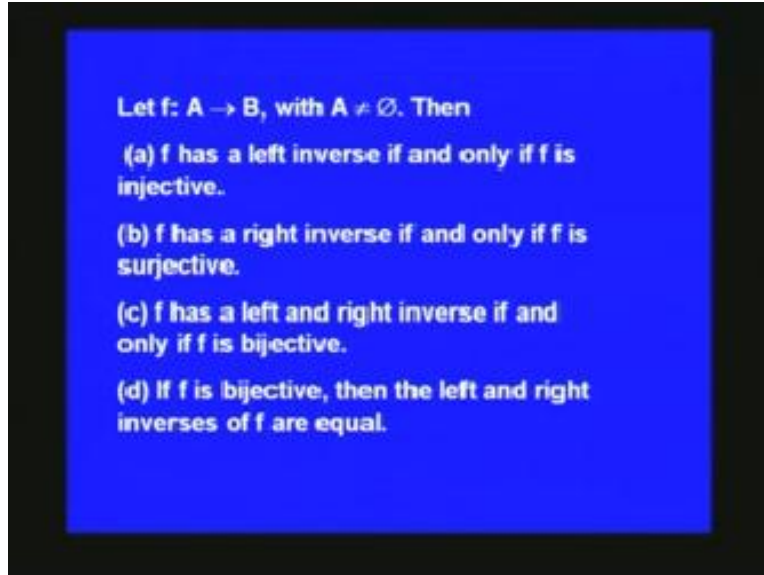 Let f: A → B, with A ≠ ∅. Then
(a) f has a left inverse if and only if f is
injective.
(b) f has a right inverse if and only if f is
surjective.
(c) f has a left and right inverse if and
only if f is bijective.
(d) If f is bijective, then the left and right
inverses of f are equal.